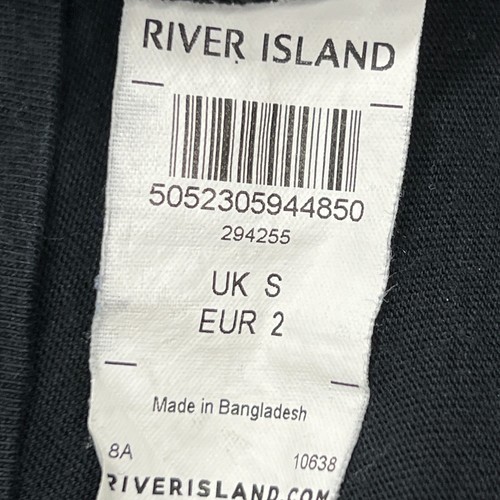 RIVER ISLAND
5052305944850
294255
UK S
EUR 2
Made in Bangladesh
8A 10638
RIVERISLAND.COM